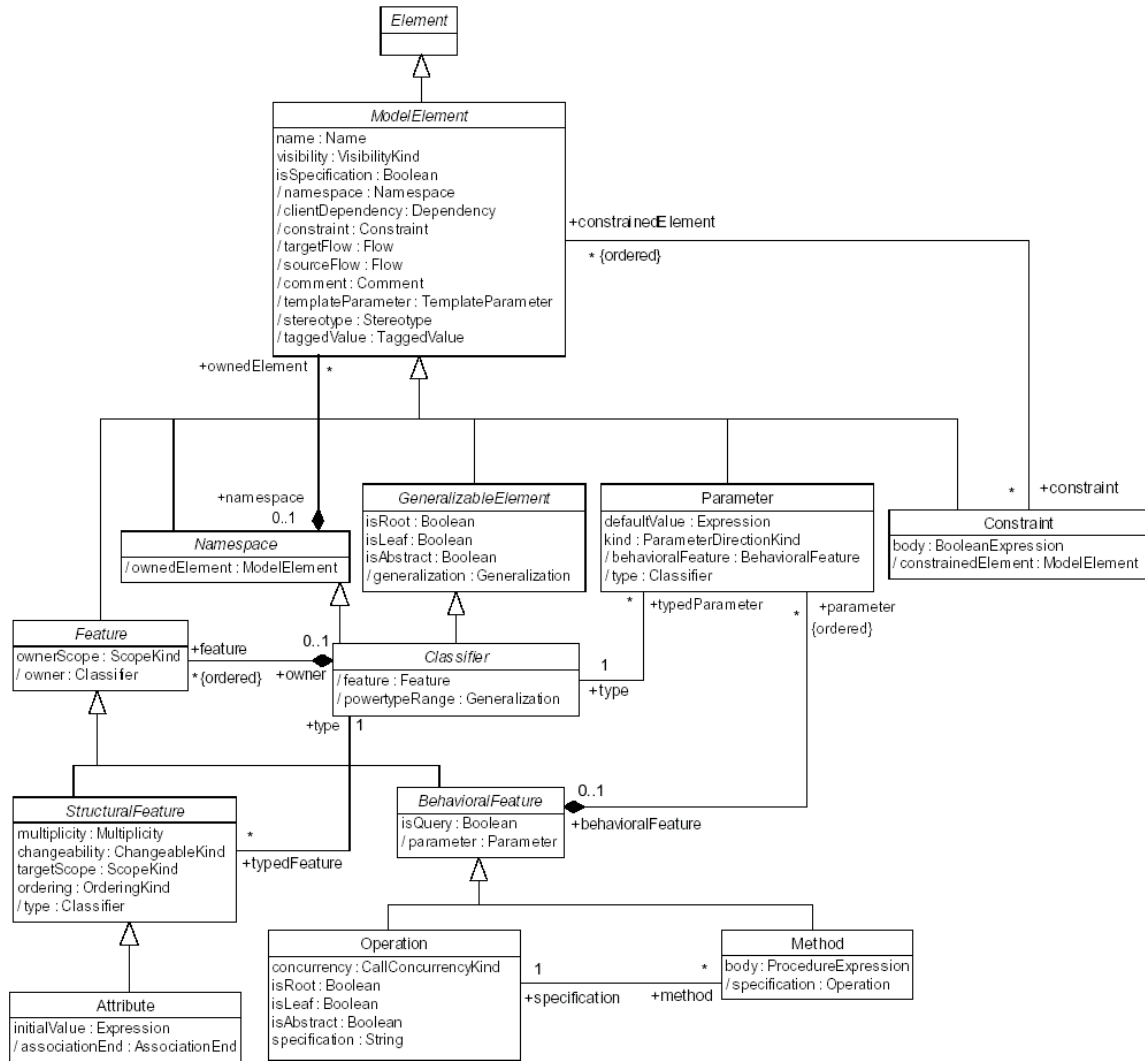 Element
ModelElement
name : Name
visibility : VisibilityKind
isSpecification : Boolean
/ namespace : Namespace
/ clientDependency : Dependency
/ constraint : Constraint
/ targetFlow : Flow
/ sourceFlow : Flow
/ comment : Comment
/ templateParameter : TemplateParameter
/ stereotype : Stereotype
/ taggedValue : TaggedValue
+constrainedElement
* {ordered}
+ownedElement
*
+namespace
0..1
Namespace
/ ownedElement : ModelElement
GeneralizableElement
isRoot : Boolean
isLeaf : Boolean
isAbstract : Boolean
/ generalization : Generalization
Parameter
defaultValue : Expression
kind : ParameterDirectionKind
/ behavioralFeature : BehavioralFeature
/ type : Classifier
*
+constraint
Constraint
body : BooleanExpression
/ constrainedElement : ModelElement
*
+typedParameter
*
+parameter
{ordered}
Feature
ownerScope : ScopeKind
/ owner : Classifer
+feature
*{ordered}
0..1
+owner
Classifier
/ feature : Feature
/ powertypeRange : Generalization
1
+type
+type
1
StructuralFeature
multiplicity : Multiplicity
changeability : ChangeableKind
targetScope : ScopeKind
ordering : OrderingKind
/ type : Classifier
*
+typedFeature
BehavioralFeature
isQuery : Boolean
/ parameter : Parameter
0..1
+behavioralFeature
Attribute
initialValue : Expression
/ associationEnd : AssociationEnd
Operation
concurrency : CallConcurrencyKind
isRoot : Boolean
isLeaf : Boolean
isAbstract : Boolean
specification : String
1
+specification
*
+method
Method
body : ProcedureExpression
/ specification : Operation